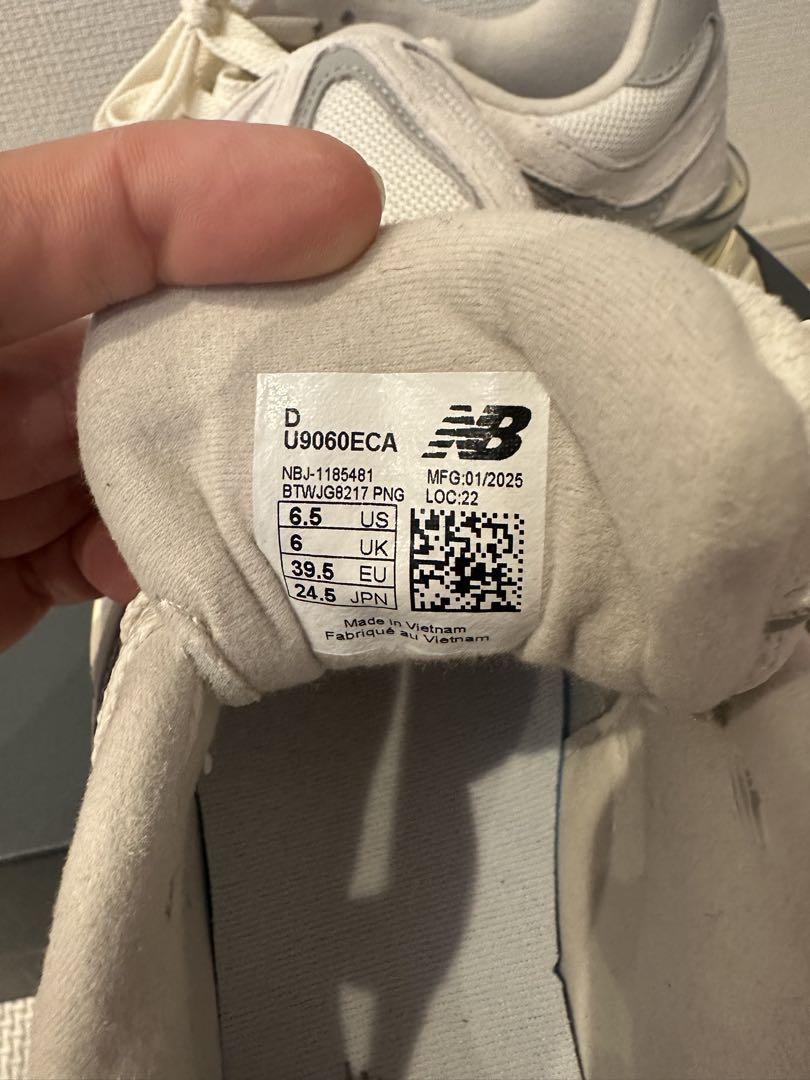 D
U9060ECA
NB
NBJ-1185481
BTWJG8217 PNG
MFG:01/2025
LOC:22
6.5 US
6 UK
39.5 EU
24.5 JPN
Made in Vietnam
Fabriqué au Vietnam